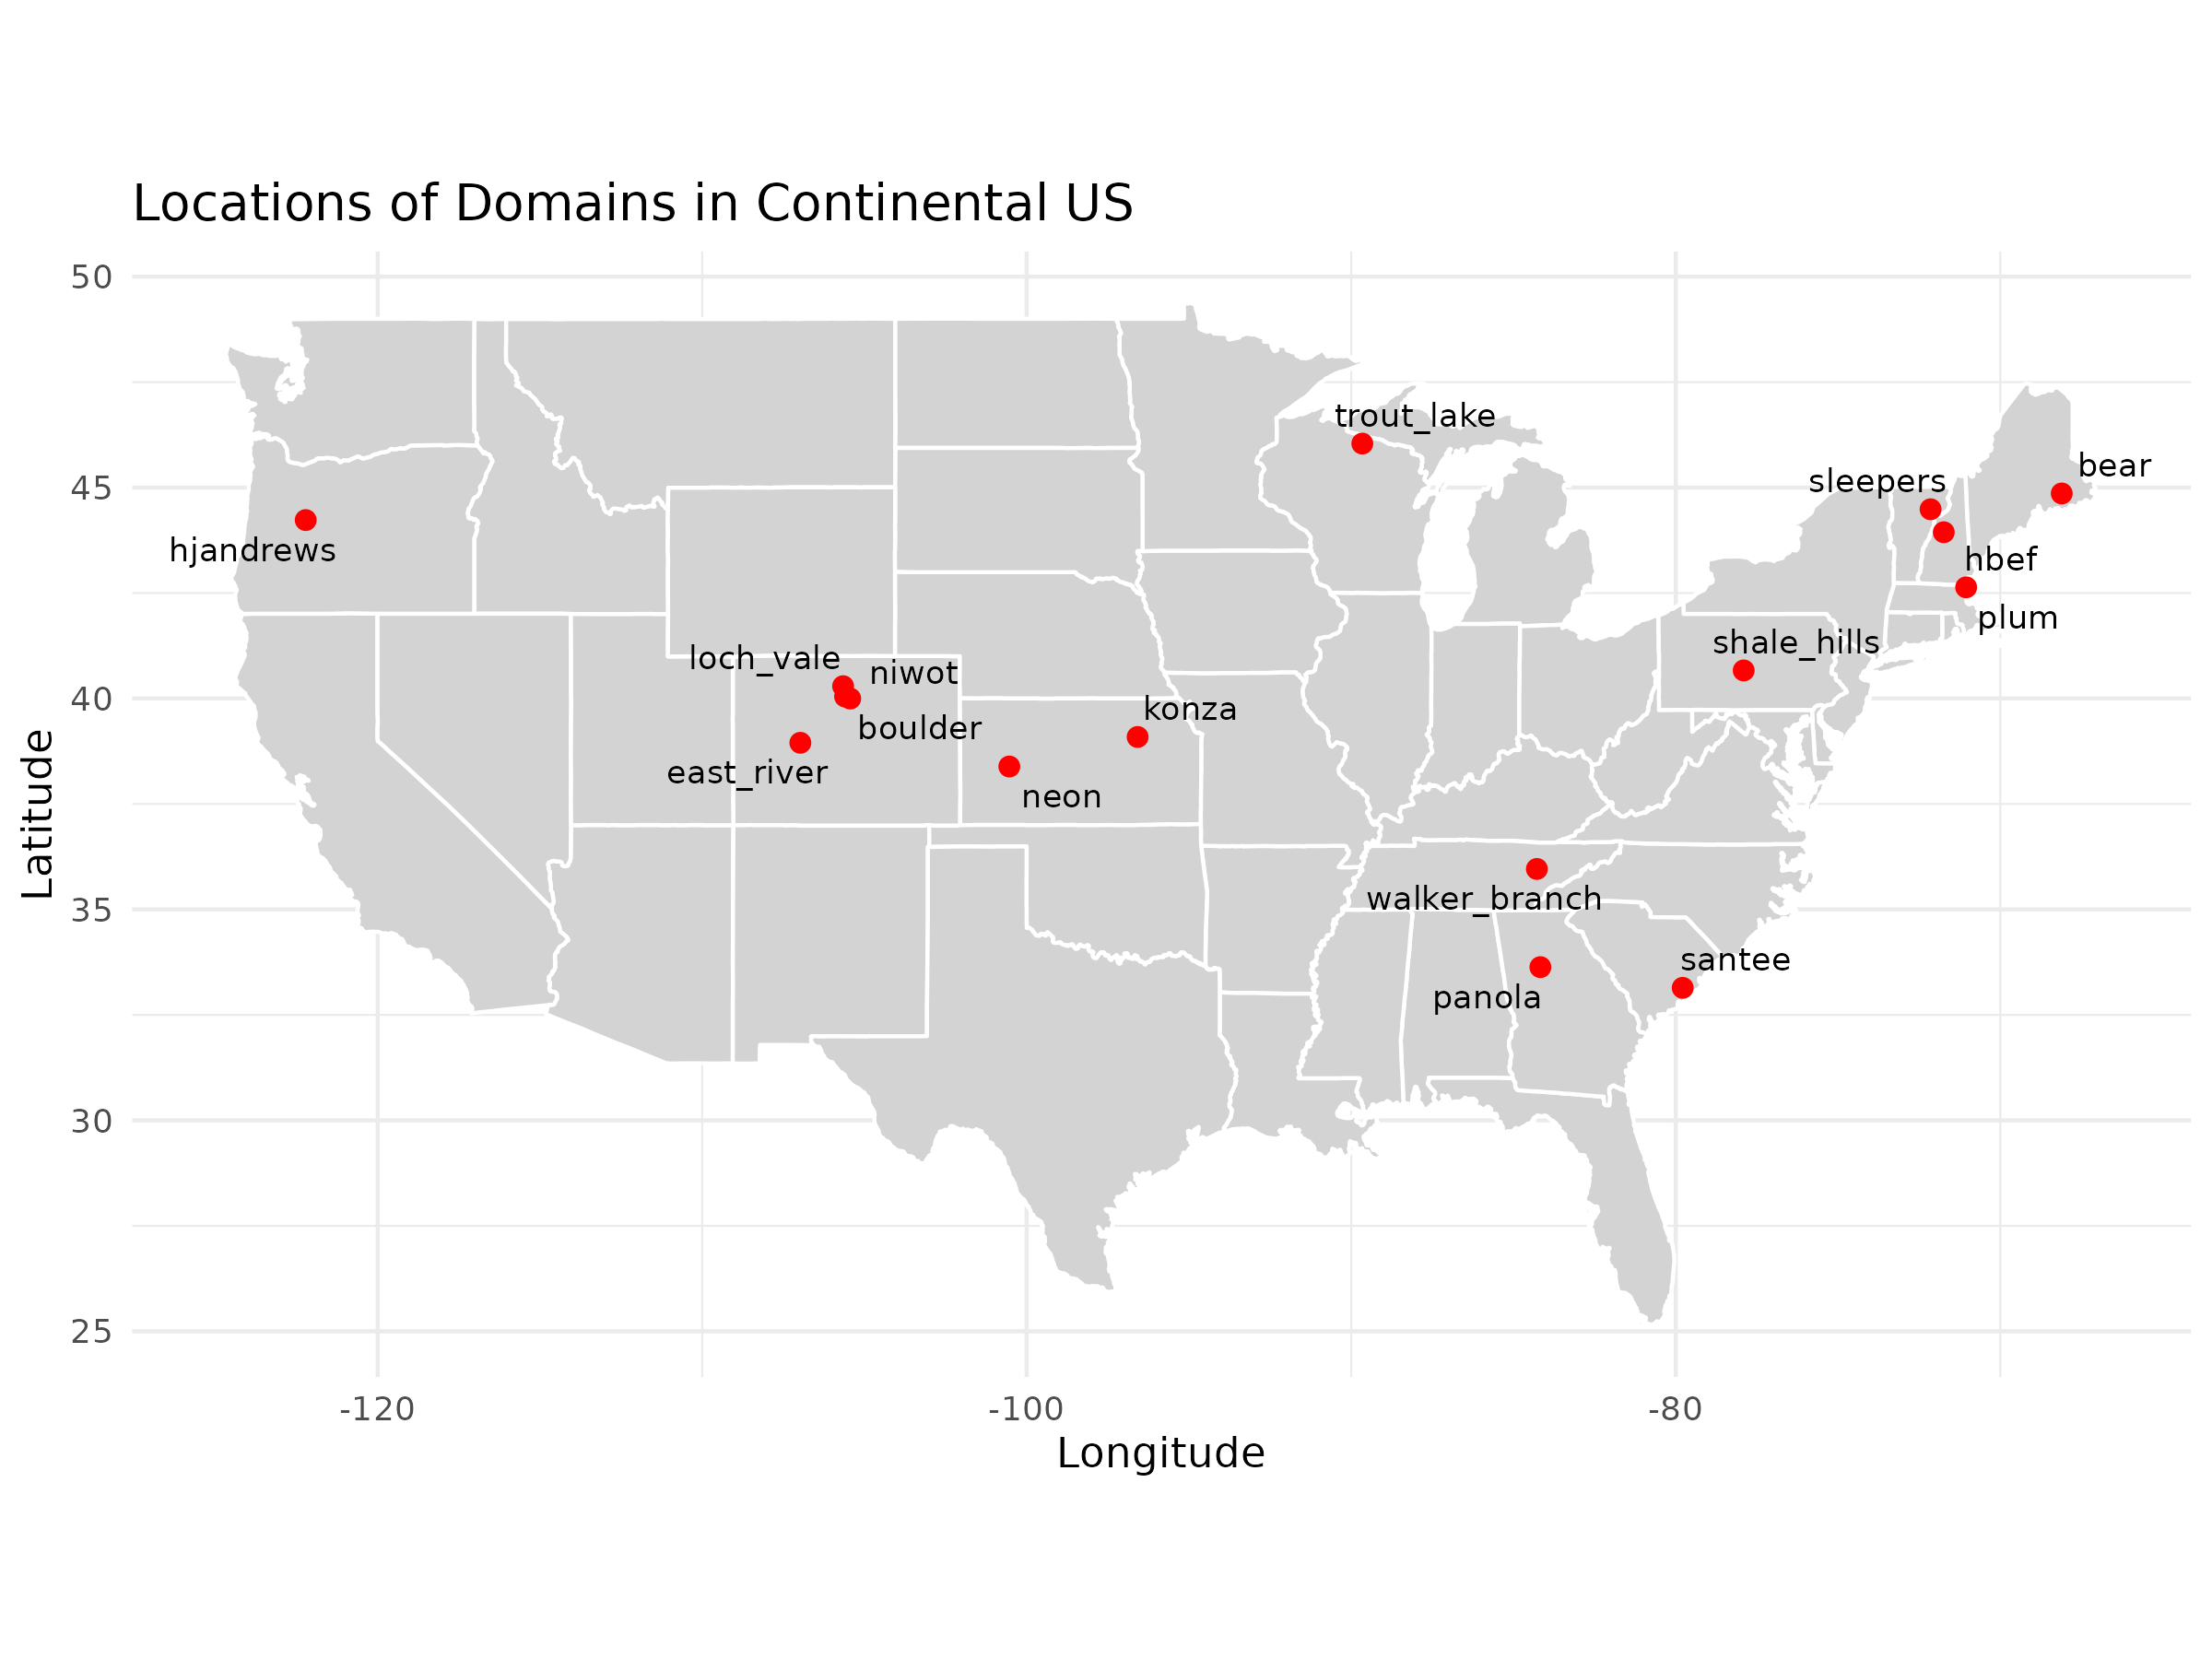 Locations of Domains in Continental US
50
45
40
35
30
25
Latitude
trout_lake
bear
sleepers
hjandrews
hbef
plum
shale_hills
loch_vale
niwot
konza
boulder
east_river
neon
walker_branch
santee
panola
-120
-100
-80
Longitude